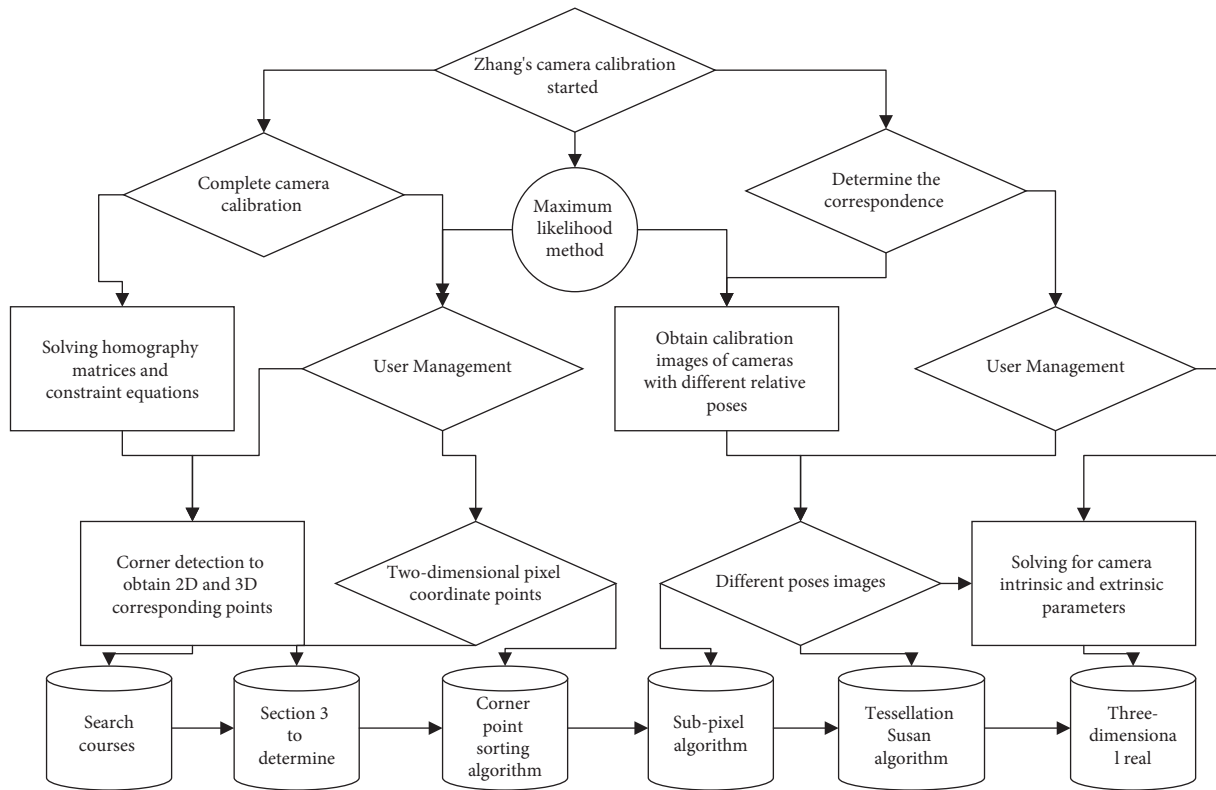 Zhang's camera calibration
started
Complete camera
calibration
Maximum
likelihood
method
Determine the
correspondence
Solving homography
matrices and
constraint equations
User Management
Obtain calibration
images of cameras
with different relative
poses
User Management
Corner detection to
obtain 2D and 3D
corresponding points
Two-dimensional pixel
coordinate points
Different poses images
Solving for camera
intrinsic and extrinsic
parameters
Search
courses
Section 3
to
determine
Corner
point
sorting
algorithm
Sub-pixel
algorithm
Tessellation
Susan
algorithm
Three-
dimensiona
l real